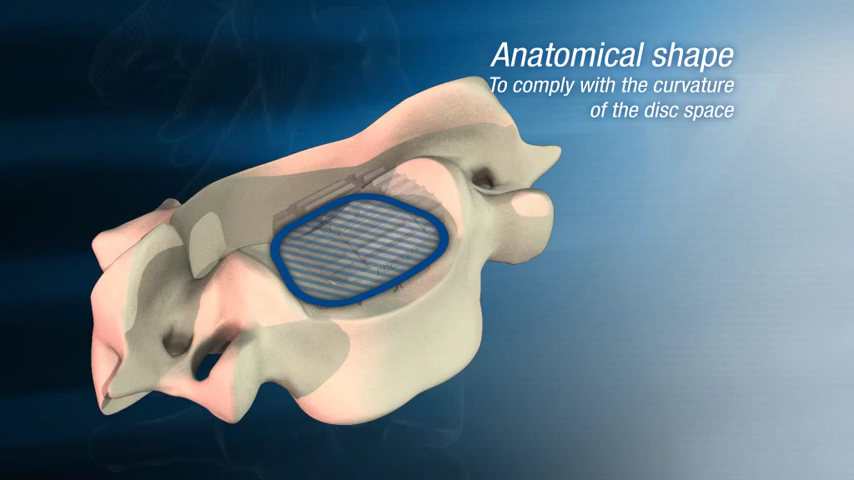 Anatomical shape
To comply with the curvature
of the disc space